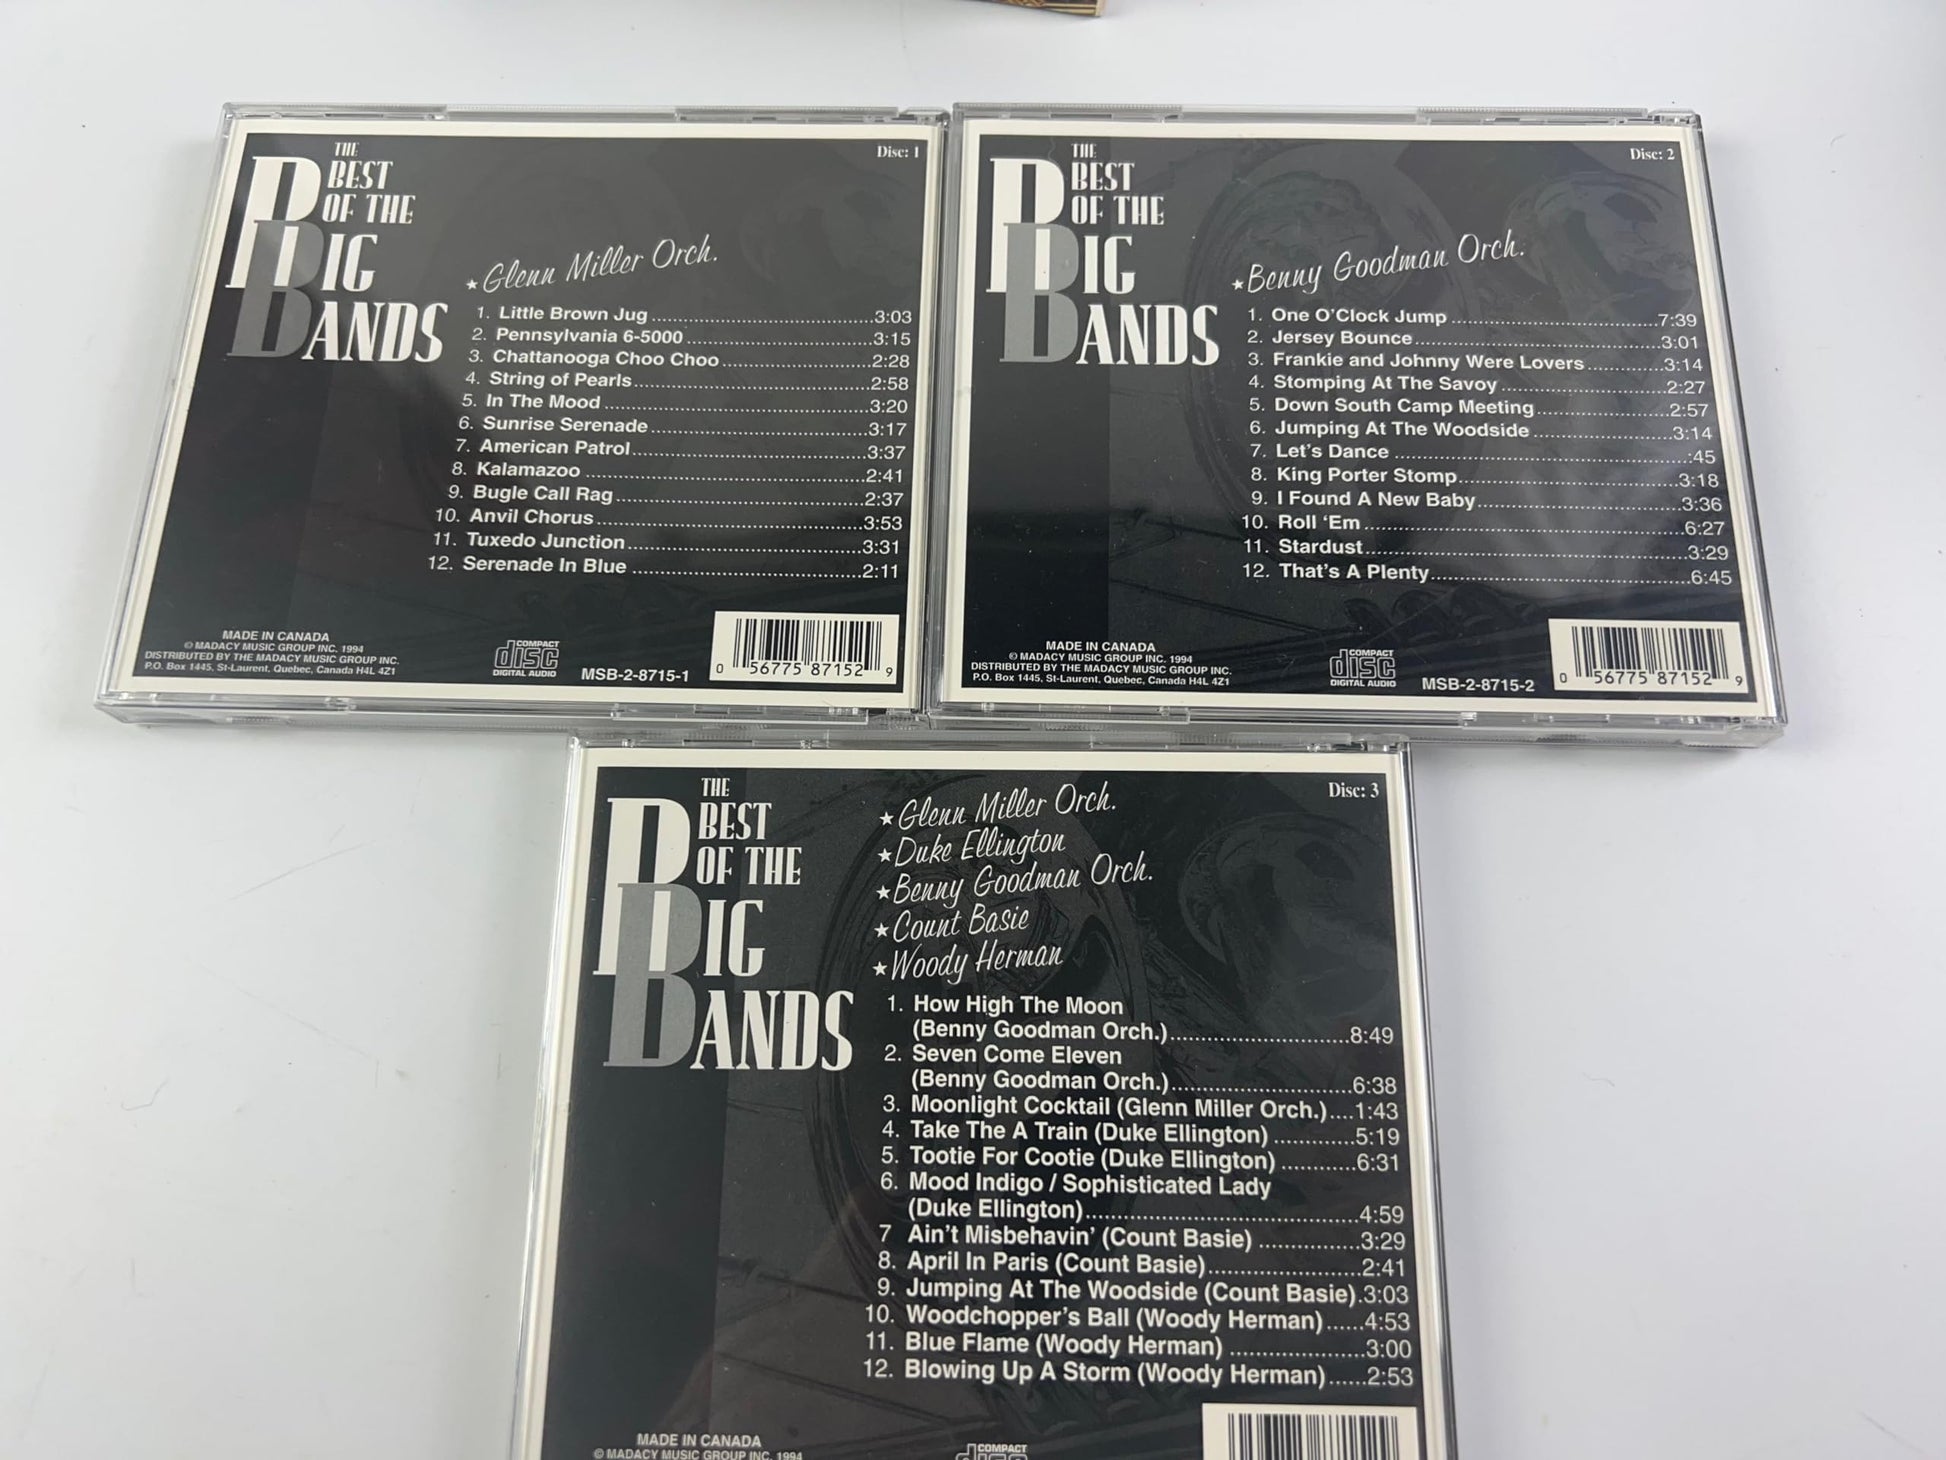 THE
BEST
OF THE
BIG
BANDS
Disc: 1
★ Glenn Miller Orch.
1. Little Brown Jug 3:03
2. Pennsylvania 6-5000 3:15
3. Chattanooga Choo Choo 2:28
4. String of Pearls 2:58
5. In The Mood 3:20
6. Sunrise Serenade 3:17
7. American Patrol 3:37
8. Kalamazoo 2:41
9. Bugle Call Rag 2:37
10. Anvil Chorus 3:53
11. Tuxedo Junction 3:31
12. Serenade In Blue 2:11
MADE IN CANADA
© MADACY MUSIC GROUP INC. 1994
DISTRIBUTED BY THE MADACY MUSIC GROUP INC.
P.O. Box 1445, St-Laurent, Quebec, Canada H4L 4Z1
COMPACT
disc
DIGITAL AUDIO
MSB-2-8715-1
0 56775 87152 9
THE
BEST
OF THE
BIG
BANDS
Disc: 2
★ Benny Goodman Orch.
1. One O'Clock Jump 7:39
2. Jersey Bounce 3:01
3. Frankie and Johnny Were Lovers 3:14
4. Stomping At The Savoy 2:27
5. Down South Camp Meeting 2:57
6. Jumping At The Woodside 3:14
7. Let's Dance :45
8. King Porter Stomp 3:18
9. I Found A New Baby 3:36
10. Roll 'Em 6:27
11. Stardust 3:29
12. That's A Plenty 6:45
MADE IN CANADA
© MADACY MUSIC GROUP INC. 1994
DISTRIBUTED BY THE MADACY MUSIC GROUP INC.
P.O. Box 1445, St-Laurent, Quebec, Canada H4L 4Z1
COMPACT
disc
DIGITAL AUDIO
MSB-2-8715-2
0 56775 87152 9
THE
BEST
OF THE
BIG
BANDS
Disc: 3
★ Glenn Miller Orch.
★ Duke Ellington
★ Benny Goodman Orch.
★ Count Basie
★ Woody Herman
1. How High The Moon
(Benny Goodman Orch.) 8:49
2. Seven Come Eleven
(Benny Goodman Orch.) 6:38
3. Moonlight Cocktail (Glenn Miller Orch.) 1:43
4. Take The A Train (Duke Ellington) 5:19
5. Tootie For Cootie (Duke Ellington) 6:31
6. Mood Indigo / Sophisticated Lady
(Duke Ellington) 4:59
7 Ain't Misbehavin' (Count Basie) 3:29
8. April In Paris (Count Basie) 2:41
9. Jumping At The Woodside (Count Basie) 3:03
10. Woodchopper's Ball (Woody Herman) 4:53
11. Blue Flame (Woody Herman) 3:00
12. Blowing Up A Storm (Woody Herman) 2:53
MADE IN CANADA
© MADACY MUSIC GROUP INC. 1994
COMPACT
disc